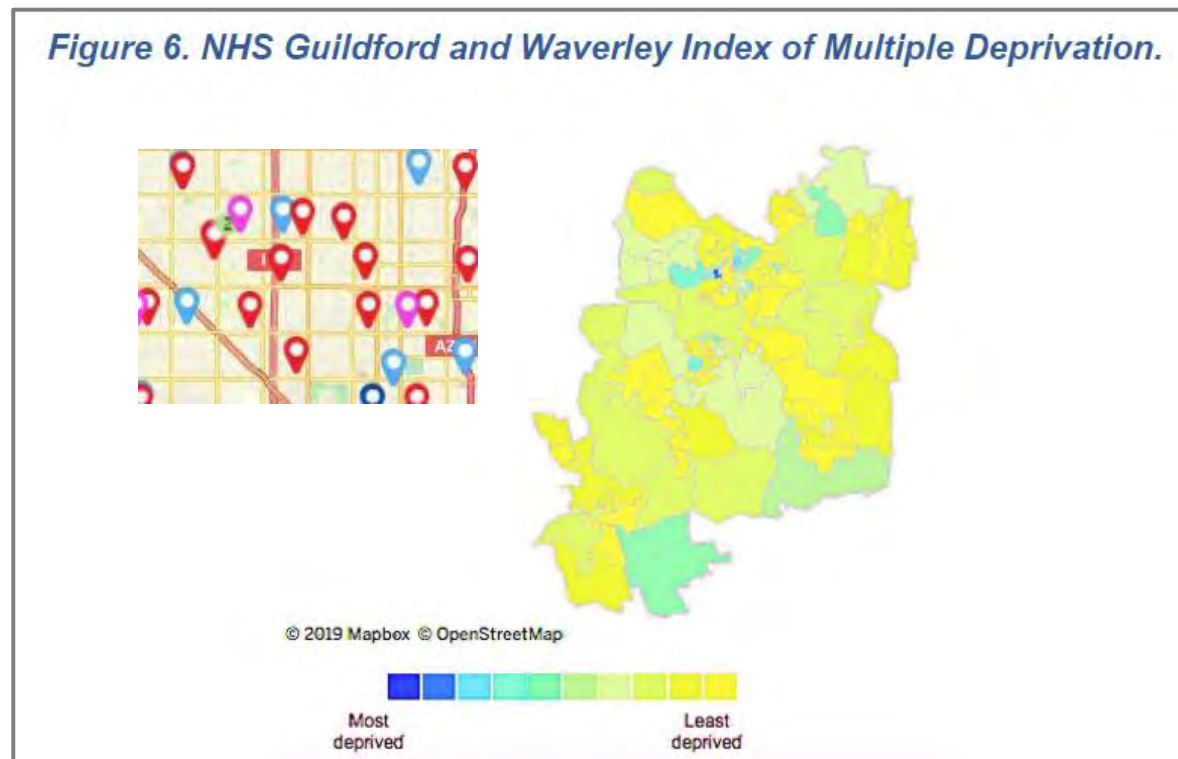 Figure 6. NHS Guildford and Waverley Index of Multiple Deprivation.
© 2019 Mapbox © OpenStreetMap
Most
deprived
Least
deprived